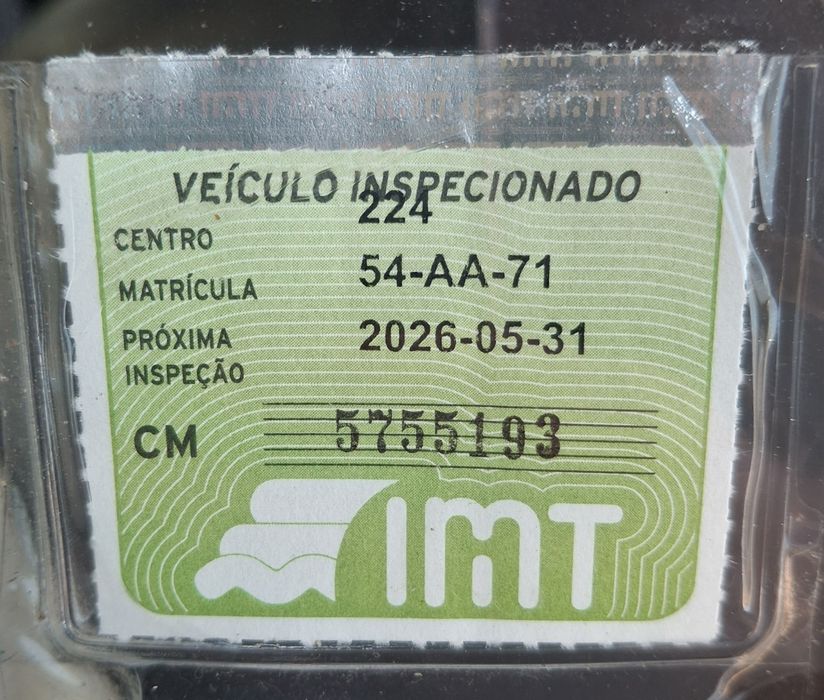 VEÍCULO INSPECIONADO
CENTRO 224
MATRÍCULA 54-AA-71
PRÓXIMA 2026-05-31
INSPEÇÃO
CM 5755193
IMT